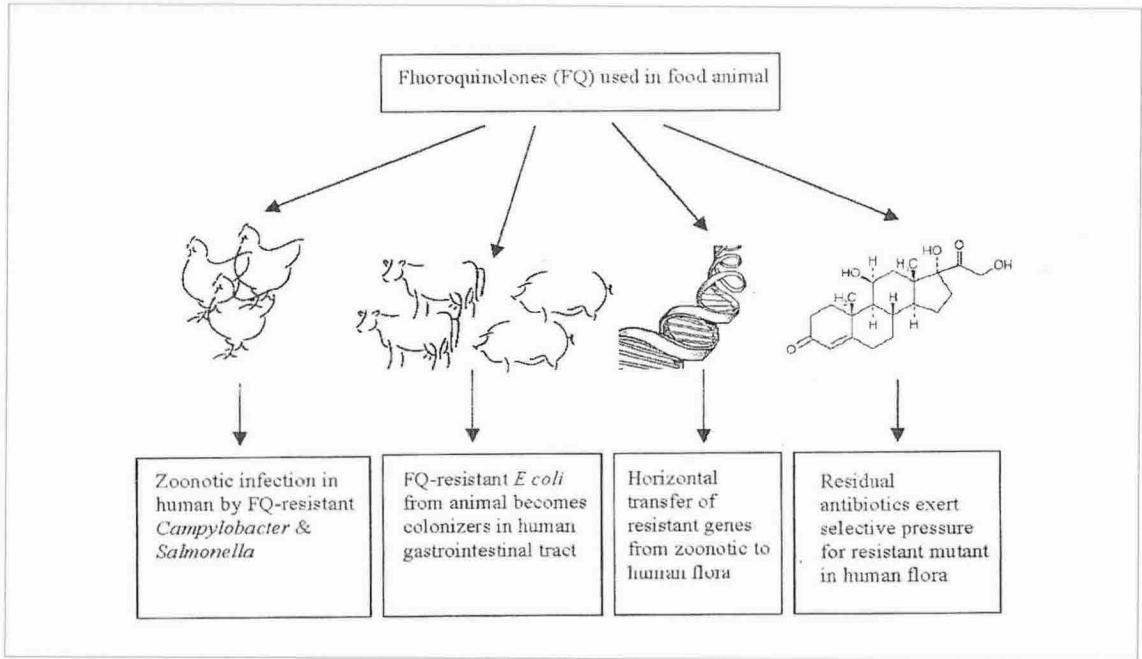 Fluoroquinolones (FQ) used in food animal
HO
O
OH
H
H₃C
HO
H₃C
H
H
H
O
Zoonotic infection in
human by FQ-resistant
Campylobacter &
Salmonella
FQ-resistant E coli
from animal becomes
colonizers in human
gastrointestinal tract
Horizontal
transfer of
resistant genes
from zoonotic to
human flora
Residual
antibiotics exert
selective pressure
for resistant mutant
in human flora